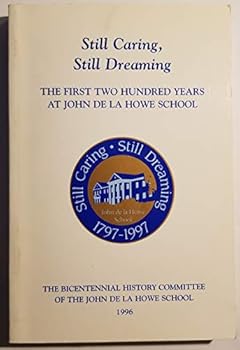 Still Caring,
Still Dreaming
THE FIRST TWO HUNDRED YEARS
AT JOHN DE LA HOWE SCHOOL
Still Caring • Still Dreaming
John de la Howe
School
1797-1997
THE BICENTENNIAL HISTORY COMMITTEE
OF THE JOHN DE LA HOWE SCHOOL
1996